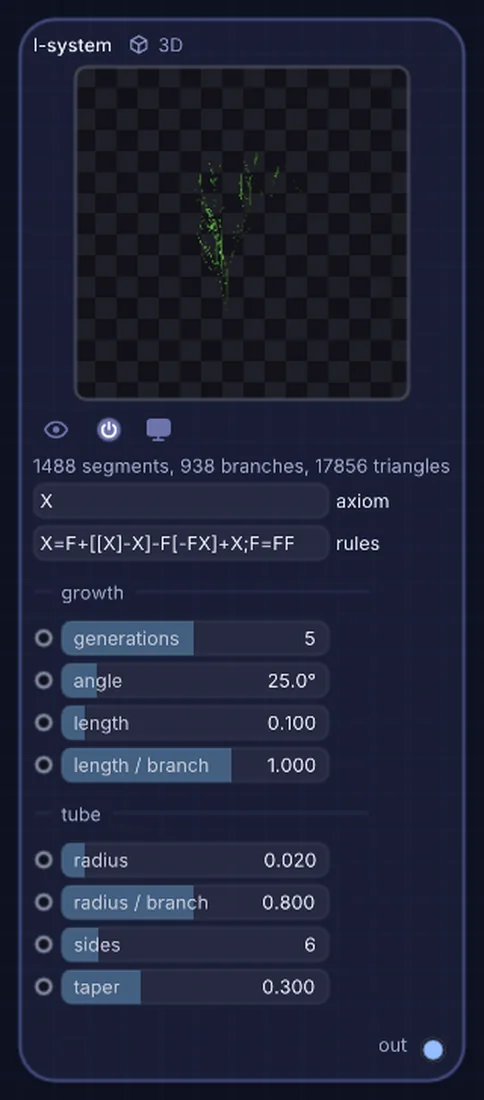 l-system 3D
1488 segments, 938 branches, 17856 triangles
X axiom
X=F+[[X]-X]-F[-FX]+X;F=FF rules
growth
generations 5
angle 25.0°
length 0.100
length / branch 1.000
tube
radius 0.020
radius / branch 0.800
sides 6
taper 0.300
out